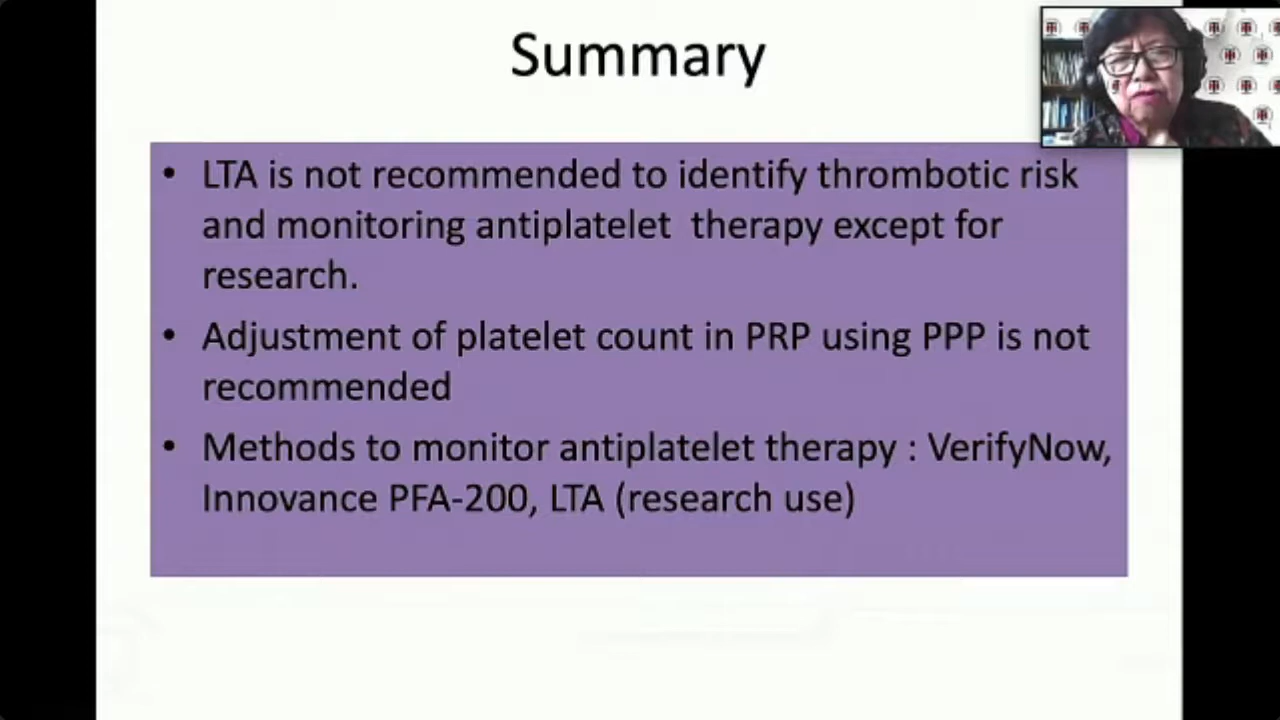 Summary
• LTA is not recommended to identify thrombotic risk
and monitoring antiplatelet  therapy except for
research.
• Adjustment of platelet count in PRP using PPP is not
recommended
• Methods to monitor antiplatelet therapy : VerifyNow,
Innovance PFA-200, LTA (research use)